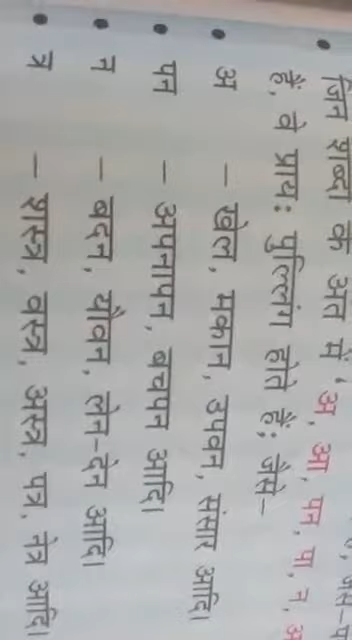 जैसे–
• जिन शब्दों के अंत में ‘अ, आ, पन, पा, न,
हैं, वे प्रायः पुल्लिंग होते हैं; जैसे–
• अ – खेल, मकान, उपवन, संसार आदि।
• पन – अपनापन, बचपन आदि।
• न – बदन, यौवन, लेन-देन आदि।
• त्र – शस्त्र, वस्त्र, अस्त्र, पत्र, नेत्र आदि।